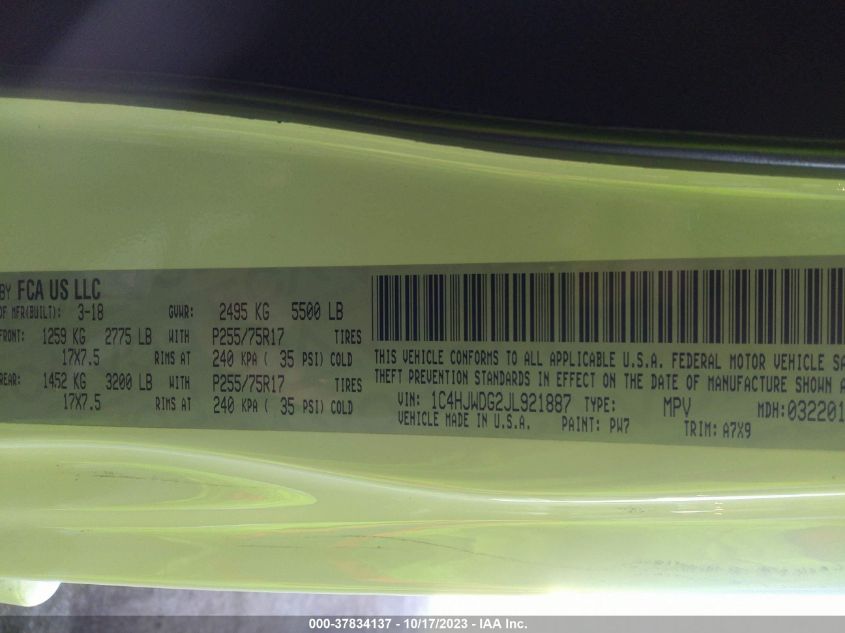 BY FCA US LLC
OF MFR(BUILT): 3-18 GVWR: 2495 KG 5500 LB
FRONT: 1259 KG 2775 LB WITH P255/75R17 TIRES
17X7.5 RIMS AT 240 KPA ( 35 PSI) COLD
REAR: 1452 KG 3200 LB WITH P255/75R17 TIRES
17X7.5 RIMS AT 240 KPA ( 35 PSI) COLD
THIS VEHICLE CONFORMS TO ALL APPLICABLE U.S.A. FEDERAL MOTOR VEHICLE SA
THEFT PREVENTION STANDARDS IN EFFECT ON THE DATE OF MANUFACTURE SHOWN A
VIN: 1C4HJWDG2JL921887 TYPE: MPV MDH: 032201
VEHICLE MADE IN U.S.A. PAINT: PW7 TRIM: A7X9
000-37834137 - 10/17/2023 - IAA Inc.